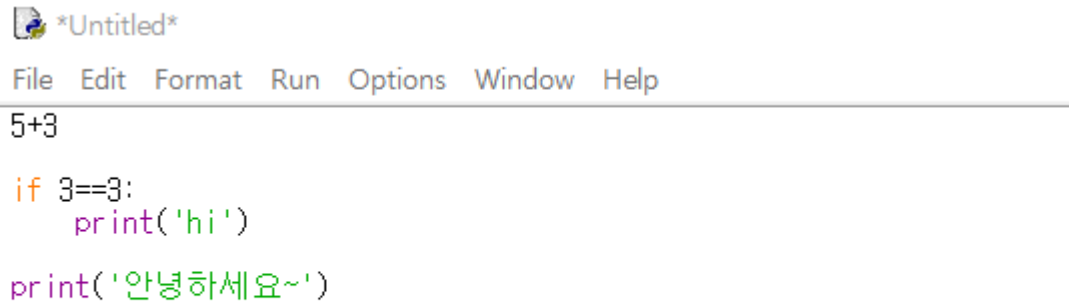 *Untitled*
File Edit Format Run Options Window Help
5+3
if 3==3:
    print('hi')
print('안녕하세요~')